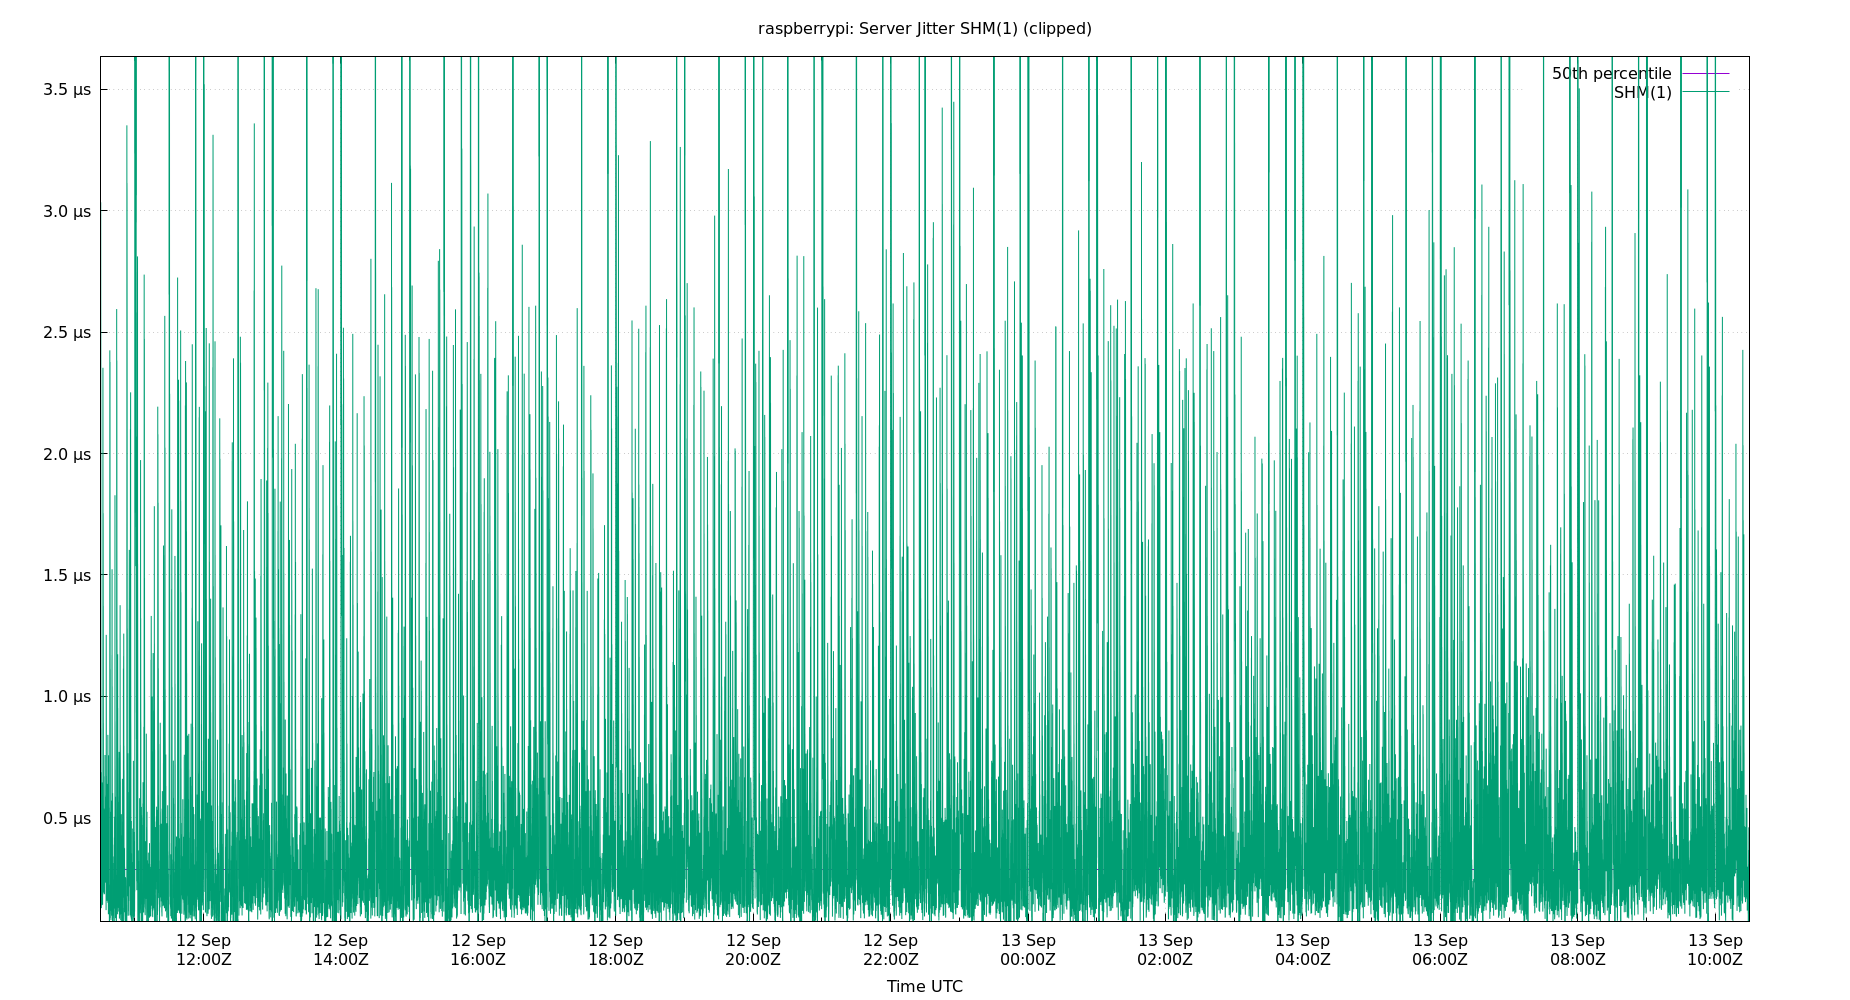 raspberrypi: Server Jitter SHM(1) (clipped)
50th percentile
SHM(1)
3.5 μs
3.0 μs
2.5 μs
2.0 μs
1.5 μs
1.0 μs
0.5 μs
12 Sep 12 Sep 12 Sep 12 Sep 12 Sep 12 Sep 13 Sep 13 Sep 13 Sep 13 Sep 13 Sep 13 Sep
12:00Z 14:00Z 16:00Z 18:00Z 20:00Z 22:00Z 00:00Z 02:00Z 04:00Z 06:00Z 08:00Z 10:00Z
Time UTC